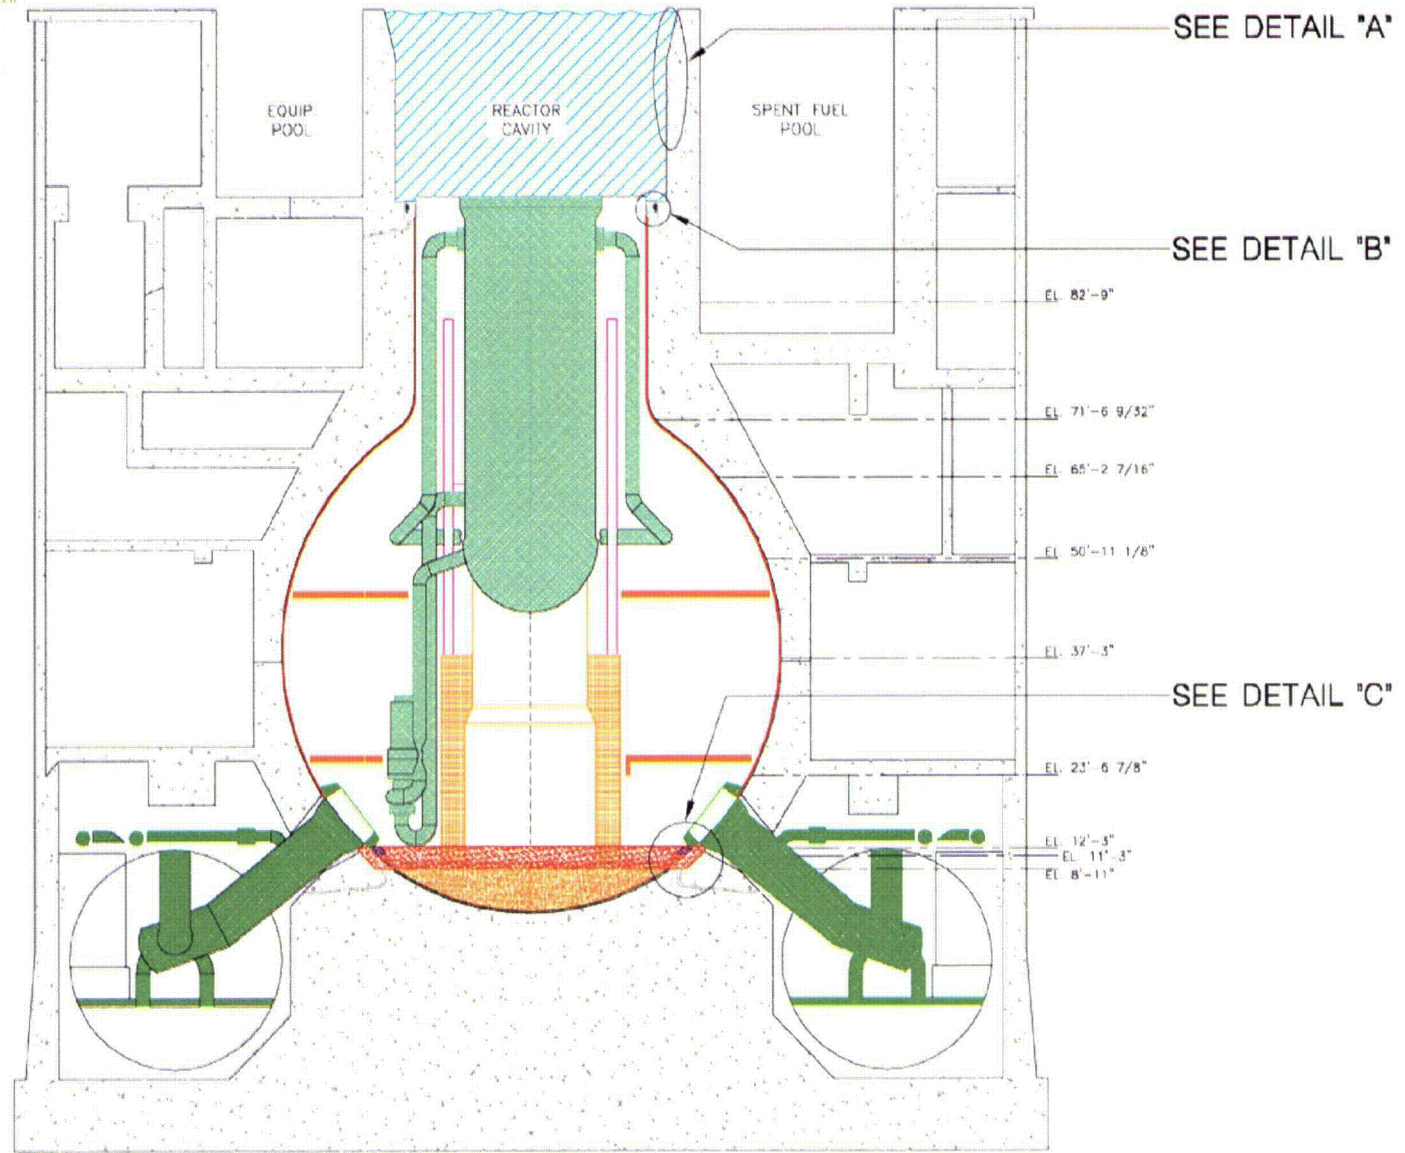 SEE DETAIL "A"
EQUIP
POOL
REACTOR
CAVITY
SPENT FUEL
POOL
SEE DETAIL "B"
EL. 82'-9"
EL. 71'-6 9/32"
EL. 65'-2 7/16"
EL. 50'-11 1/8"
EL. 37'-3"
SEE DETAIL "C"
EL. 23'-6 7/8"
EL. 12'-3"
EL. 11'-3"
EL. 8'-11"